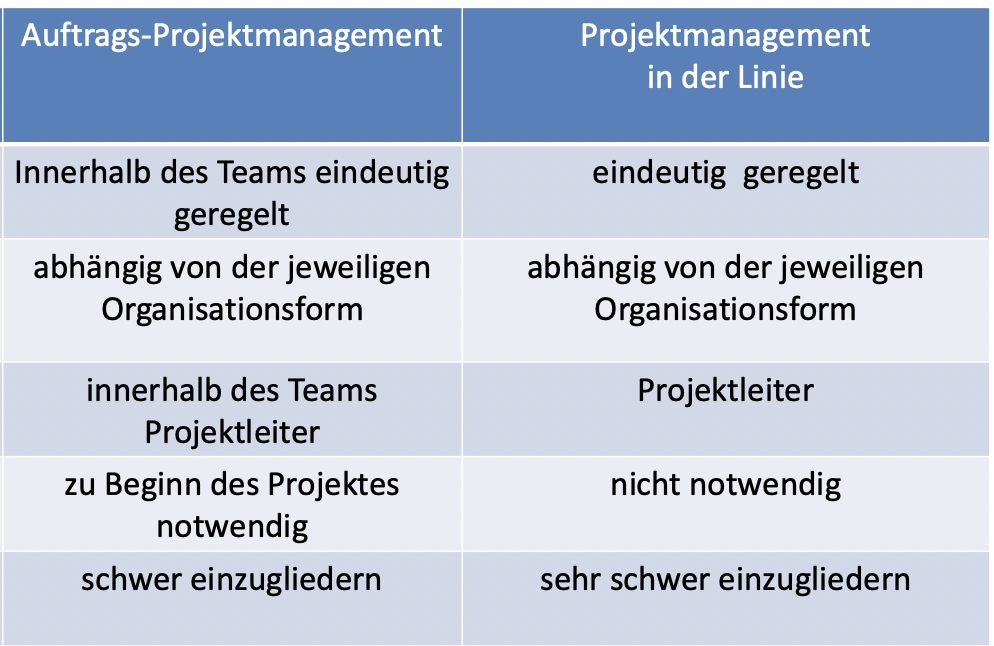 Auftrags-Projektmanagement
Projektmanagement
in der Linie
Innerhalb des Teams eindeutig
geregelt
eindeutig  geregelt
abhängig von der jeweiligen
Organisationsform
abhängig von der jeweiligen
Organisationsform
innerhalb des Teams
Projektleiter
Projektleiter
zu Beginn des Projektes
notwendig
nicht notwendig
schwer einzugliedern
sehr schwer einzugliedern